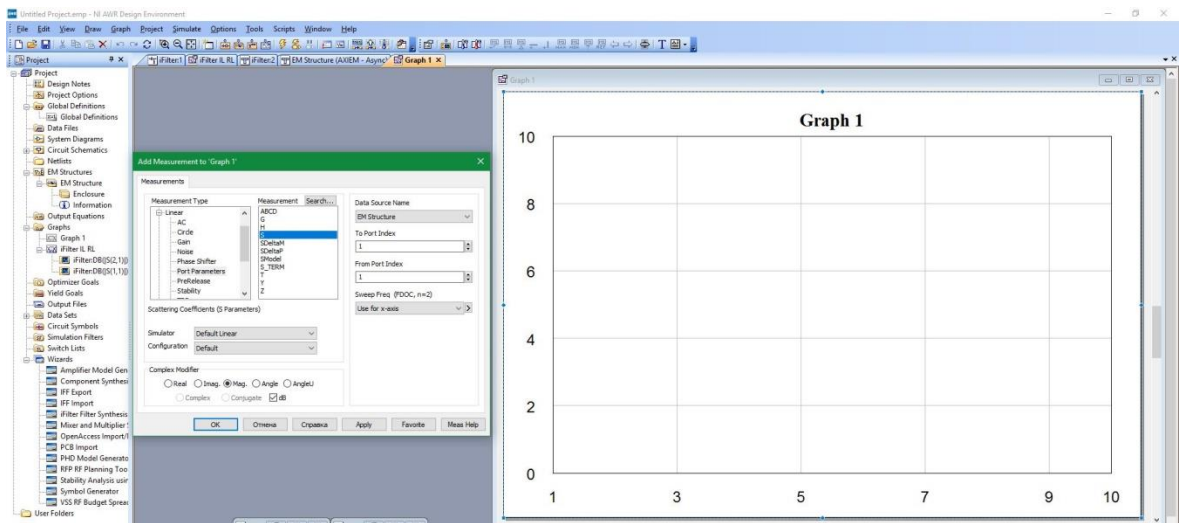 Untitled Project.emp - NI AWR Design Environment
File Edit View Draw Graph Project Simulate Options Tools Scripts Window Help
Project
iFilter:1 iFilter IL RL iFilter:2 EM Structure (AXIEM - Async Graph 1
Project
Design Notes
Project Options
Global Definitions
Global Definitions
Data Files
System Diagrams
Circuit Schematics
Netlists
EM Structures
EM Structure
Enclosure
Information
Output Equations
Graphs
Graph 1
iFilter IL RL
iFilter:DB(|S(2,1)|)
iFilter:DB(|S(1,1)|)
Optimizer Goals
Yield Goals
Output Files
Data Sets
Circuit Symbols
Simulation Filters
Switch Lists
Wizards
Amplifier Model Gen
Component Synthesi
IFF Export
IFF Import
iFilter Filter Synthesis
Mixer and Multiplier
OpenAccess Import/
PCB Import
PHD Model Generato
RFP RF Planning Too
Stability Analysis usir
Symbol Generator
VSS RF Budget Sprea
User Folders
Add Measurement to 'Graph 1'
Measurements
Measurement Type
Linear
AC
Circle
Gain
Noise
Phase Shifter
Port Parameters
PreRelease
Stability
Measurement Search...
ABCD
G
H
S
SDeltaM
SDeltaP
SModel
S_TERM
T
Y
Z
Scattering Coefficients (S Parameters)
Simulator Default Linear
Configuration Default
Complex Modifier
Real Imag. Mag. Angle AngleU
Complex Conjugate dB
Data Source Name
EM Structure
To Port Index
1
From Port Index
1
Sweep Freq (FDOC, n=2)
Use for x-axis
OK Отмена Справка Apply Favorite Meas Help
Graph 1
Graph 1
10
8
6
4
2
0
1 3 5 7 9 10